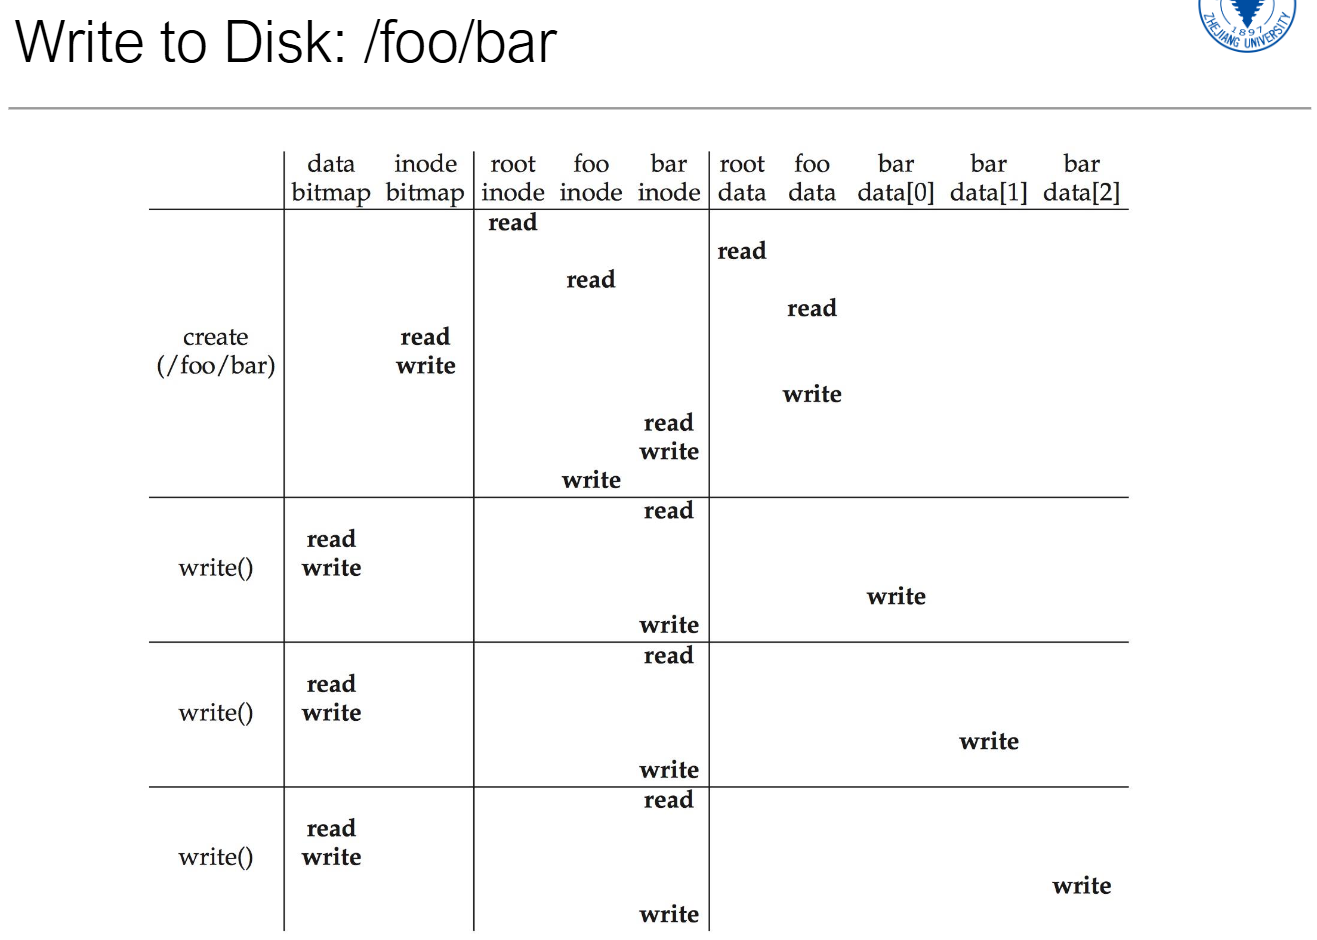 Write to Disk: /foo/bar
ZHEJIANG UNIVERSITY
1897
data inode root foo bar root foo bar bar bar
bitmap bitmap inode inode inode data data data[0] data[1] data[2]
read
read
read
read
create read
(/foo/bar) write
write
read
write
write
read
read
write() write
write
write
read
read
write() write
write
write
read
read
write() write
write
write